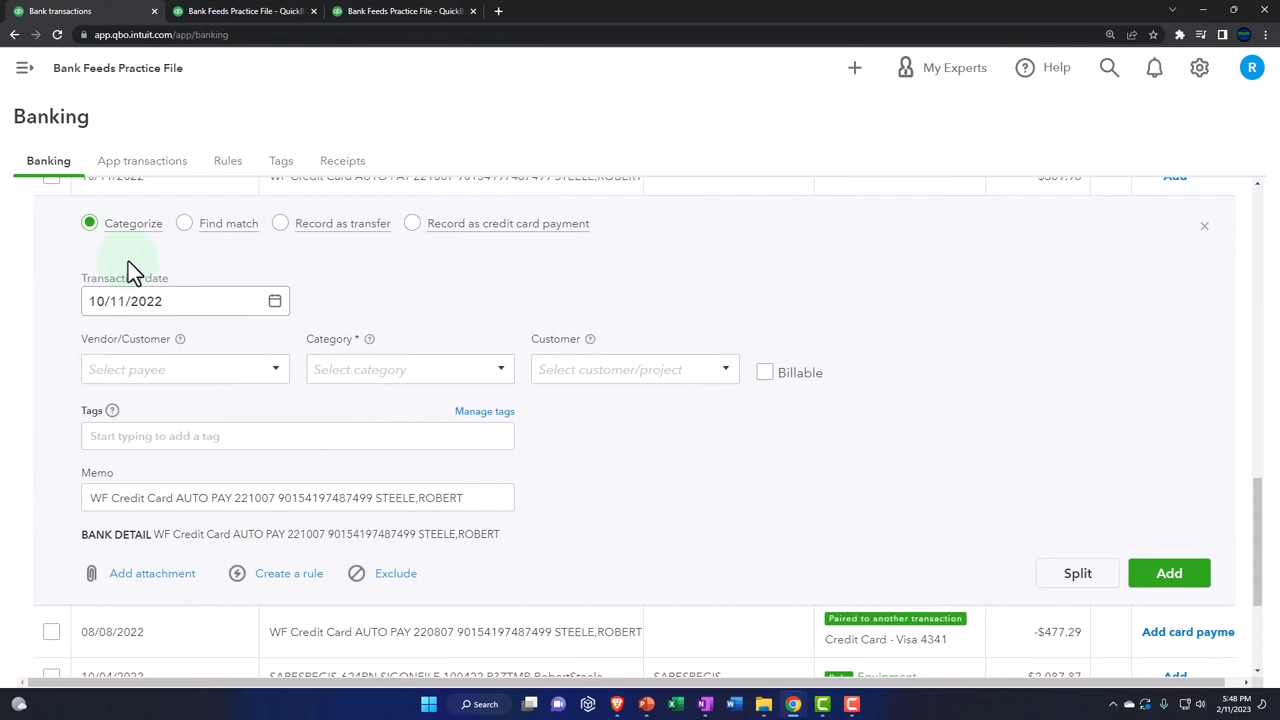 Bank transactions
Bank Feeds Practice File - QuickB
Bank Feeds Practice File - QuickB
app.qbo.intuit.com/app/banking
Bank Feeds Practice File
My Experts
Help
R
Banking
Banking
App transactions
Rules
Tags
Receipts
Categorize
Find match
Record as transfer
Record as credit card payment
Transaction date
10/11/2022
Vendor/Customer
Category *
Customer
Select payee
Select category
Select customer/project
Billable
Tags
Manage tags
Start typing to add a tag
Memo
WF Credit Card AUTO PAY 221007 90154197487499 STEELE,ROBERT
BANK DETAIL WF Credit Card AUTO PAY 221007 90154197487499 STEELE,ROBERT
Add attachment
Create a rule
Exclude
Split
Add
08/08/2022
WF Credit Card AUTO PAY 220807 90154197487499 STEELE,ROBERT
Paired to another transaction
Credit Card - Visa 4341
-$477.29
Add card payme
10/04/2022
Search
5:48 PM
2/11/2023